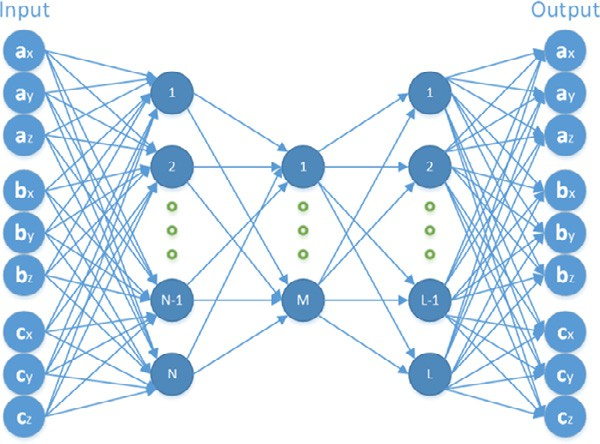 Input Output
ax ax
ay 1 1 ay
az az
2 1 2
bx bx
by by
bz bz
N-1 M L-1
cx cx
cy N L cy
cz cz